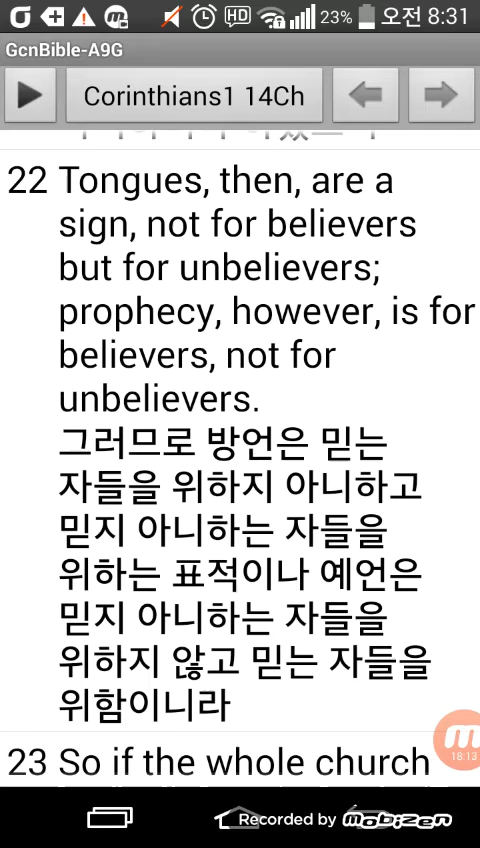 HD 23% 오전 8:31
GcnBible-A9G
Corinthians1 14Ch
22 Tongues, then, are a
sign, not for believers
but for unbelievers;
prophecy, however, is for
believers, not for
unbelievers.
그러므로 방언은 믿는
자들을 위하지 아니하고
믿지 아니하는 자들을
위하는 표적이나 예언은
믿지 아니하는 자들을
위하지 않고 믿는 자들을
위함이니라
18:13
23 So if the whole church
Recorded by mobizen